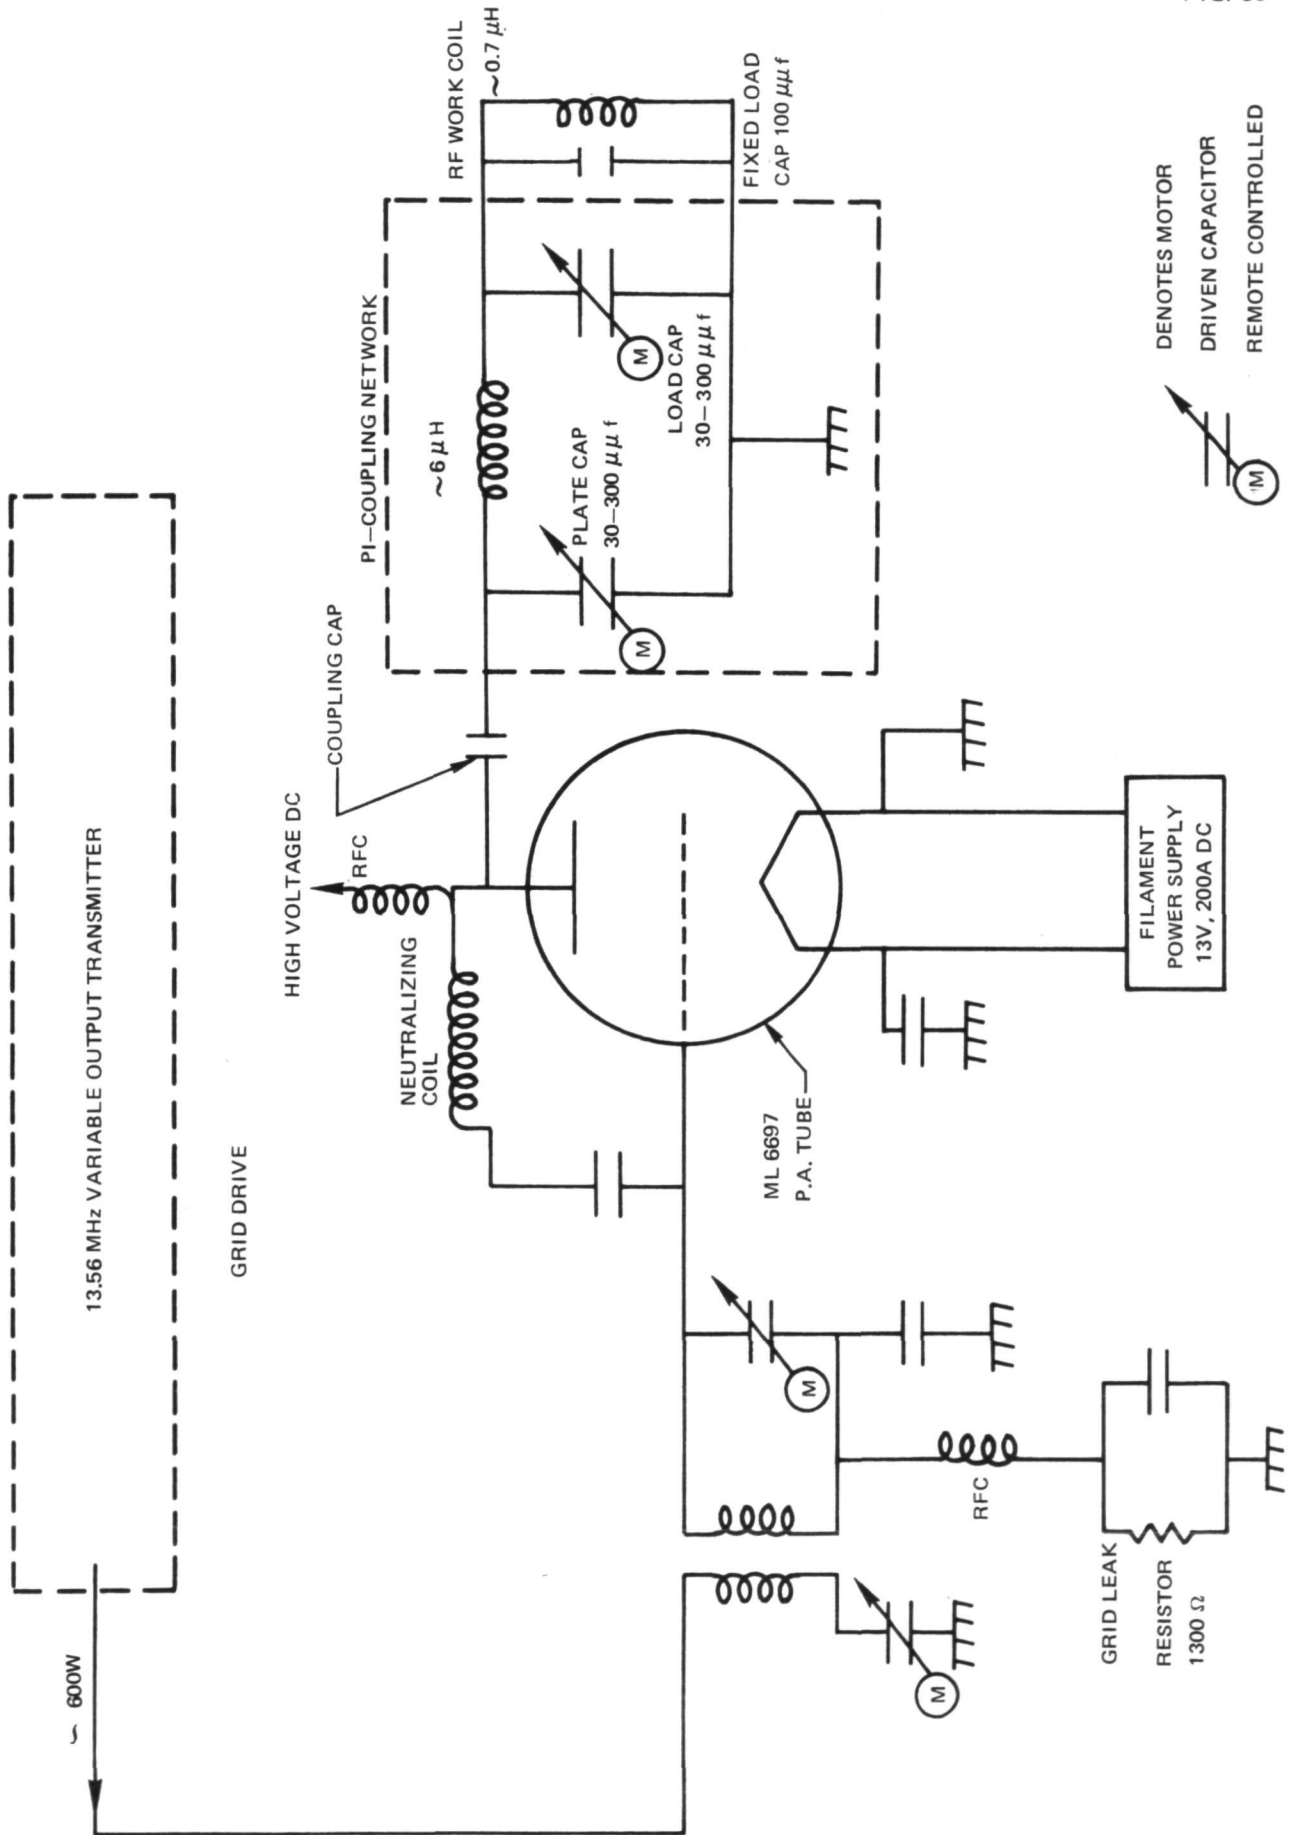 13.56 MHz VARIABLE OUTPUT TRANSMITTER
~ 600W
GRID DRIVE
HIGH VOLTAGE DC
RFC
COUPLING CAP
NEUTRALIZING
COIL
PI–COUPLING NETWORK
~6 μH
RF WORK COIL
~0.7 μH
PLATE CAP
30–300 μμf
M
LOAD CAP
30–300 μμf
M
FIXED LOAD
CAP 100 μμf
ML 6697
P.A. TUBE
M
M
RFC
GRID LEAK
RESISTOR
1300 Ω
FILAMENT
POWER SUPPLY
13V, 200A DC
M
DENOTES MOTOR
DRIVEN CAPACITOR
REMOTE CONTROLLED